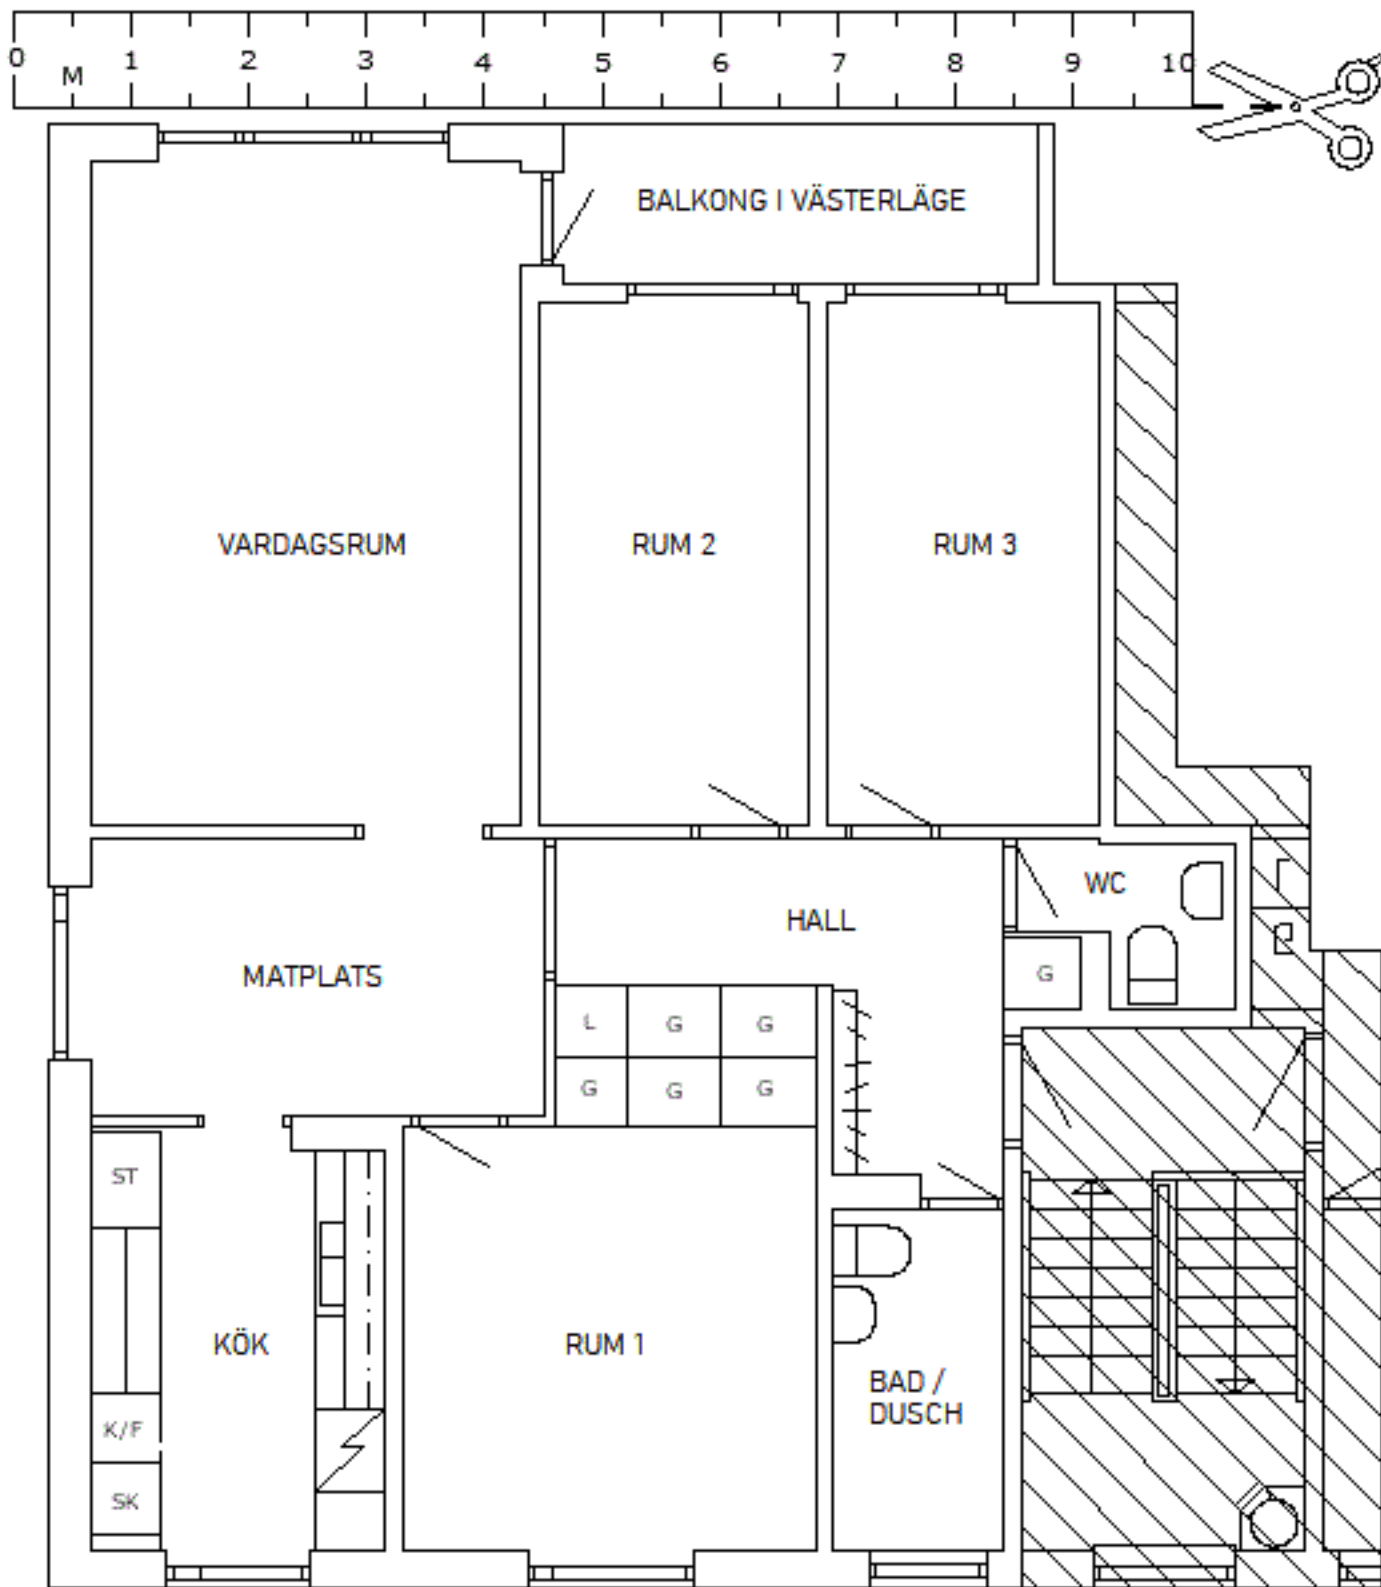 0 M 1 2 3 4 5 6 7 8 9 10
BALKONG I VÄSTERLÄGE
VARDAGSRUM
RUM 2
RUM 3
WC
HALL
MATPLATS
G
L G G
G G G
ST
KÖK
RUM 1
BAD /
DUSCH
K/F
SK